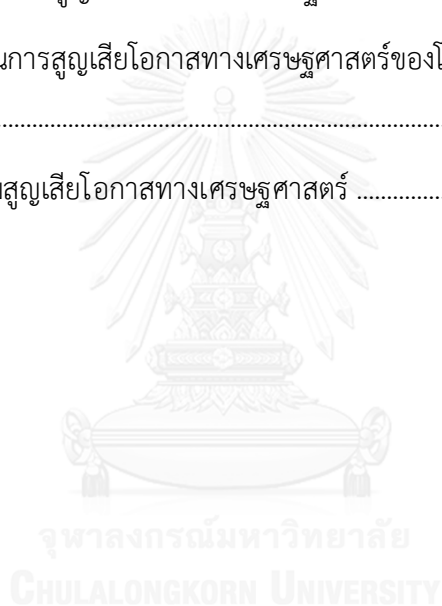 นการสูญเสียโอกาสทางเศรษฐศาสตร์ของโ
................................................................................
สูญเสียโอกาสทางเศรษฐศาสตร์ ................
จุฬาลงกรณ์มหาวิทยาลัย
CHULALONGKORN UNIVERSITY